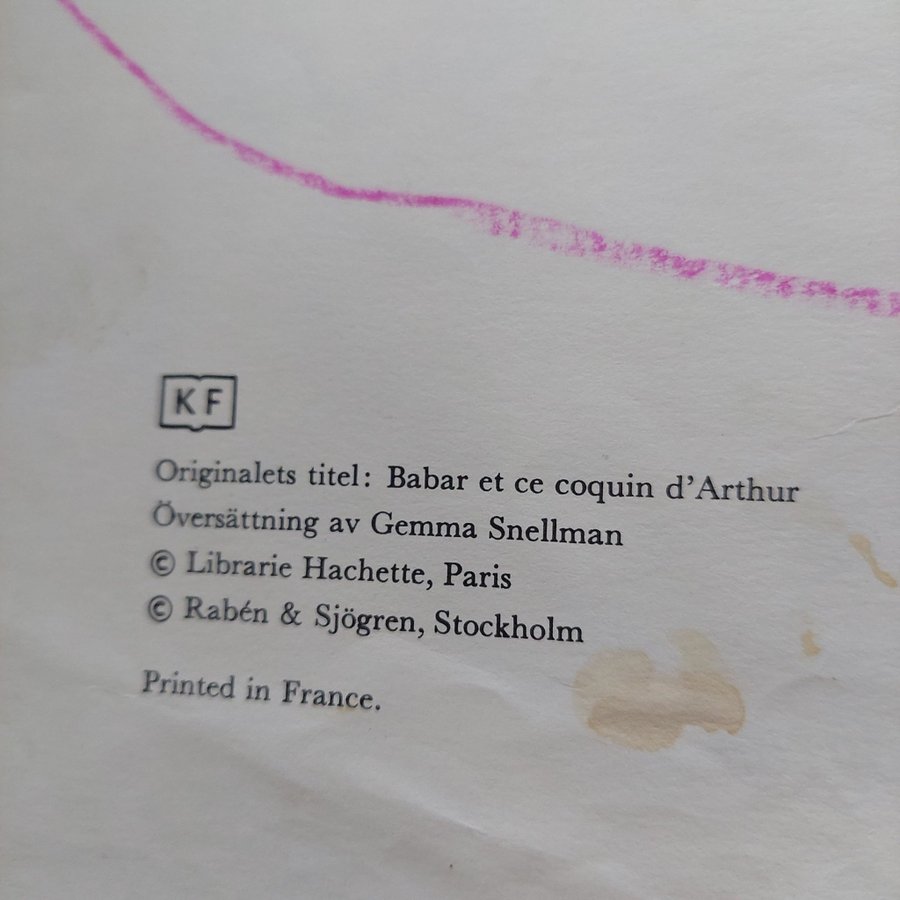 KF
Originalets titel: Babar et ce coquin d'Arthur
Översättning av Gemma Snellman
© Librarie Hachette, Paris
© Rabén & Sjögren, Stockholm
Printed in France.